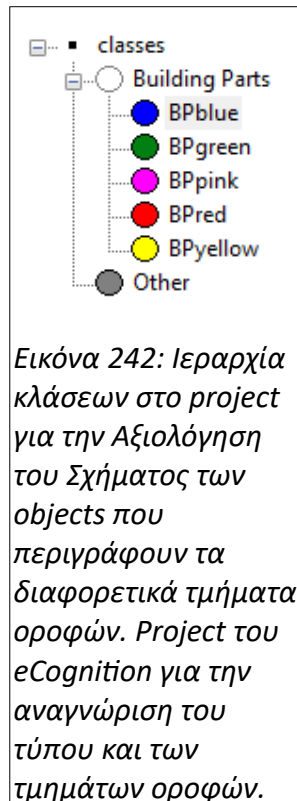 classes
Building Parts
BPblue
BPgreen
BPpink
BPred
BPyellow
Other
Εικόνα 242: Ιεραρχία
κλάσεων στο project
για την Αξιολόγηση
του Σχήματος των
objects που
περιγράφουν τα
διαφορετικά τμήματα
οροφών. Project του
eCognition για την
αναγνώριση του
τύπου και των
τμημάτων οροφών.